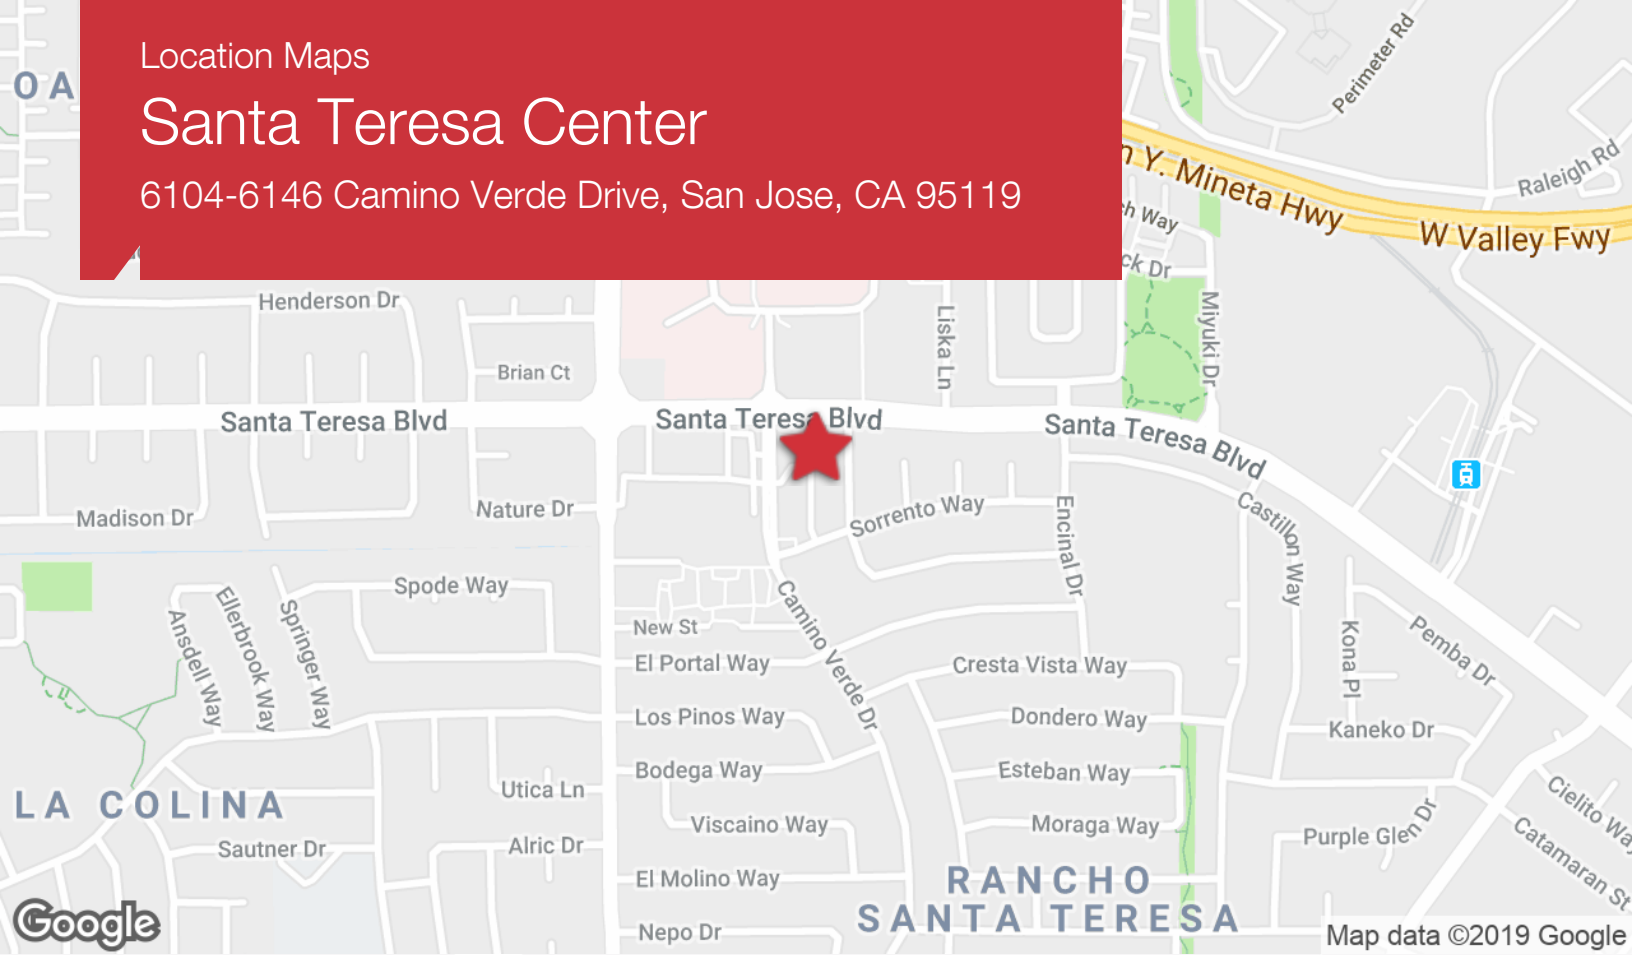 Location Maps
Santa Teresa Center
6104-6146 Camino Verde Drive, San Jose, CA 95119
O A
Perimeter Rd
Raleigh Rd
n Y. Mineta Hwy
W Valley Fwy
ch Way
ck Dr
Henderson Dr
Liska Ln
Miyuki Dr
Brian Ct
Santa Teresa Blvd
Santa Teresa Blvd
Santa Teresa Blvd
Madison Dr
Nature Dr
Sorrento Way
Encinal Dr
Castillon Way
Spode Way
Ansdell Way
Ellerbrook Way
Springer Way
Camino Verde Dr
New St
El Portal Way
Cresta Vista Way
Kona Pl
Pemba Dr
Los Pinos Way
Dondero Way
Kaneko Dr
Bodega Way
Esteban Way
LA COLINA
Utica Ln
Viscaino Way
Moraga Way
Purple Glen Dr
Cielito Way
Catamaran St
Sautner Dr
Alric Dr
El Molino Way
RANCHO
SANTA TERESA
Nepo Dr
Google
Map data ©2019 Google